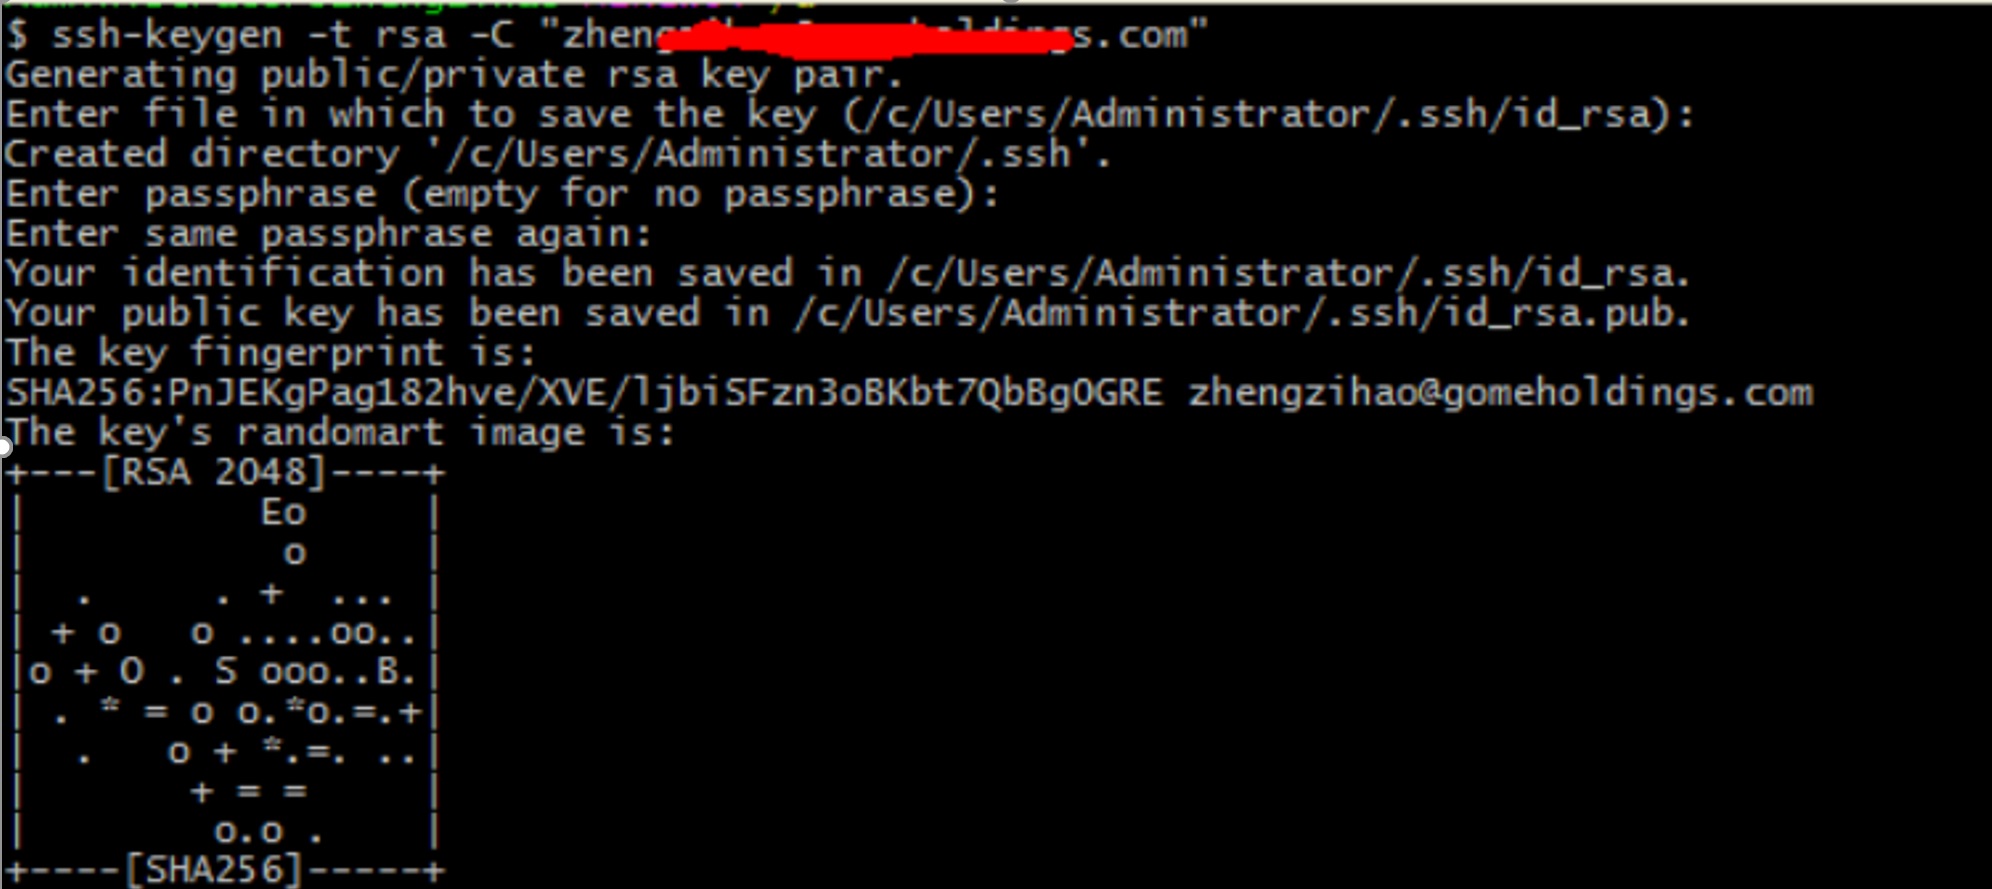 $ ssh-keygen -t rsa -C "zheng s.com"
Generating public/private rsa key pair.
Enter file in which to save the key (/c/Users/Administrator/.ssh/id_rsa):
Created directory '/c/Users/Administrator/.ssh'.
Enter passphrase (empty for no passphrase):
Enter same passphrase again:
Your identification has been saved in /c/Users/Administrator/.ssh/id_rsa.
Your public key has been saved in /c/Users/Administrator/.ssh/id_rsa.pub.
The key fingerprint is:
SHA256:PnJEKgPag182hve/XVE/ljbiSFzn3oBKbt7QbBgOGRE zhengzihao@gomeholdings.com
The key's randomart image is:
+---[RSA 2048]----+
|          Eo     |
|           o     |
|  .     . +  ... |
| + o   o ....oo..|
|o + O . S ooo..B.|
| . * = o o.*o.=.+|
|  .   o + *.=. ..|
|       + = =     |
|        o.o .    |
+----[SHA256]-----+